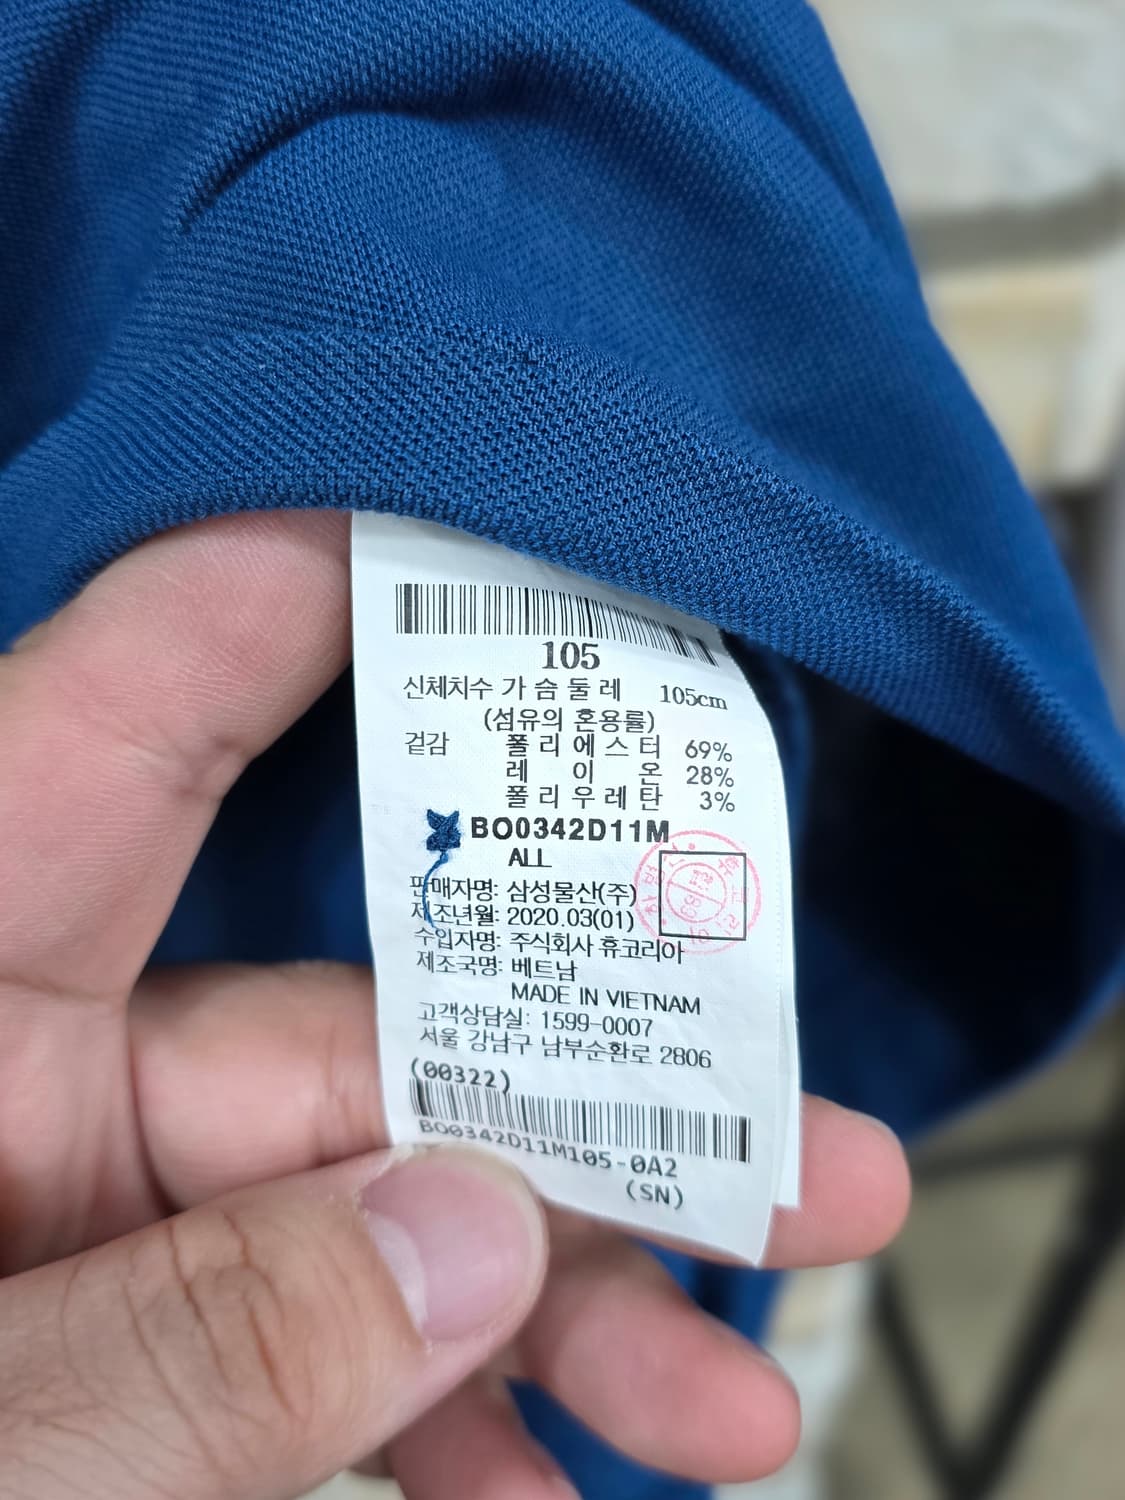 105
신체치수 가 슴 둘 레 105cm
(섬유의 혼용률)
겉감 폴 리 에 스 터 69%
레 이 온 28%
폴 리 우 레 탄 3%
BO0342D11M
ALL
판매자명: 삼성물산(주)
제조년월: 2020.03(01)
수입자명: 주식회사 휴코리아
제조국명: 베트남
MADE IN VIETNAM
고객상담실: 1599-0007
서울 강남구 남부순환로 2806
(00322)
BO0342D11M105-0A2
(SN)